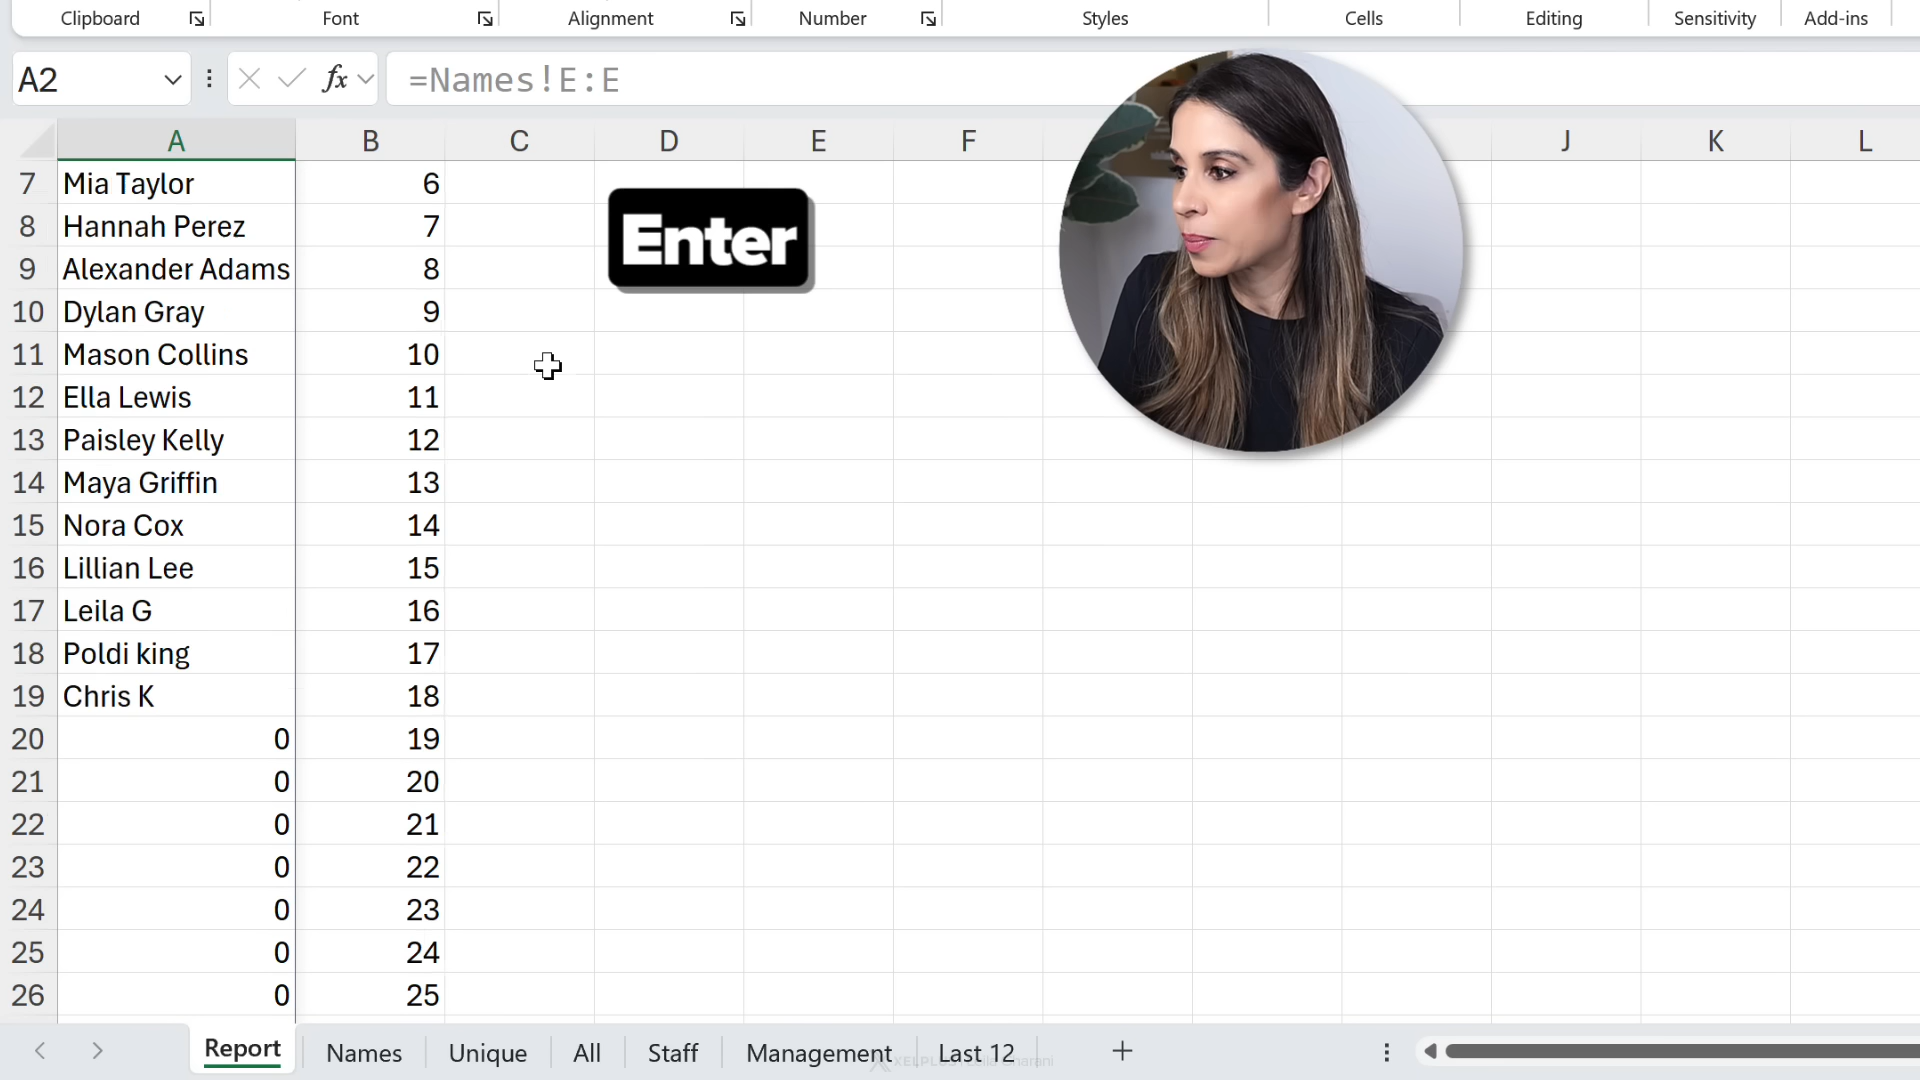 Clipboard Font Alignment Number Styles Cells Editing Sensitivity Add-ins
A2 fx =Names!E:E
A B C D E F J K L
7 Mia Taylor 6
Enter
8 Hannah Perez 7
9 Alexander Adams 8
10 Dylan Gray 9
11 Mason Collins 10
12 Ella Lewis 11
13 Paisley Kelly 12
14 Maya Griffin 13
15 Nora Cox 14
16 Lillian Lee 15
17 Leila G 16
18 Poldi king 17
19 Chris K 18
20 0 19
21 0 20
22 0 21
23 0 22
24 0 23
25 0 24
26 0 25
Report Names Unique All Staff Management Last 12